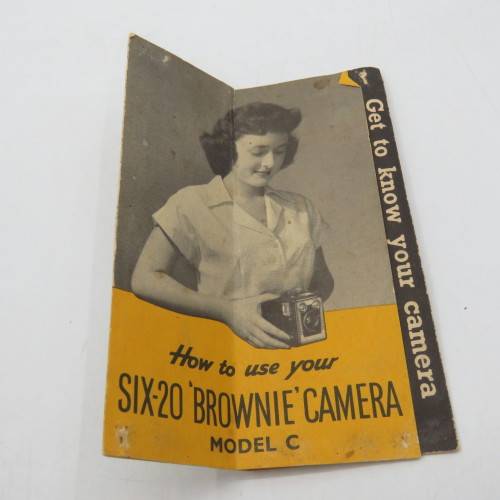 How to use your
SIX-20 'BROWNIE' CAMERA
MODEL C
Get to know your camera